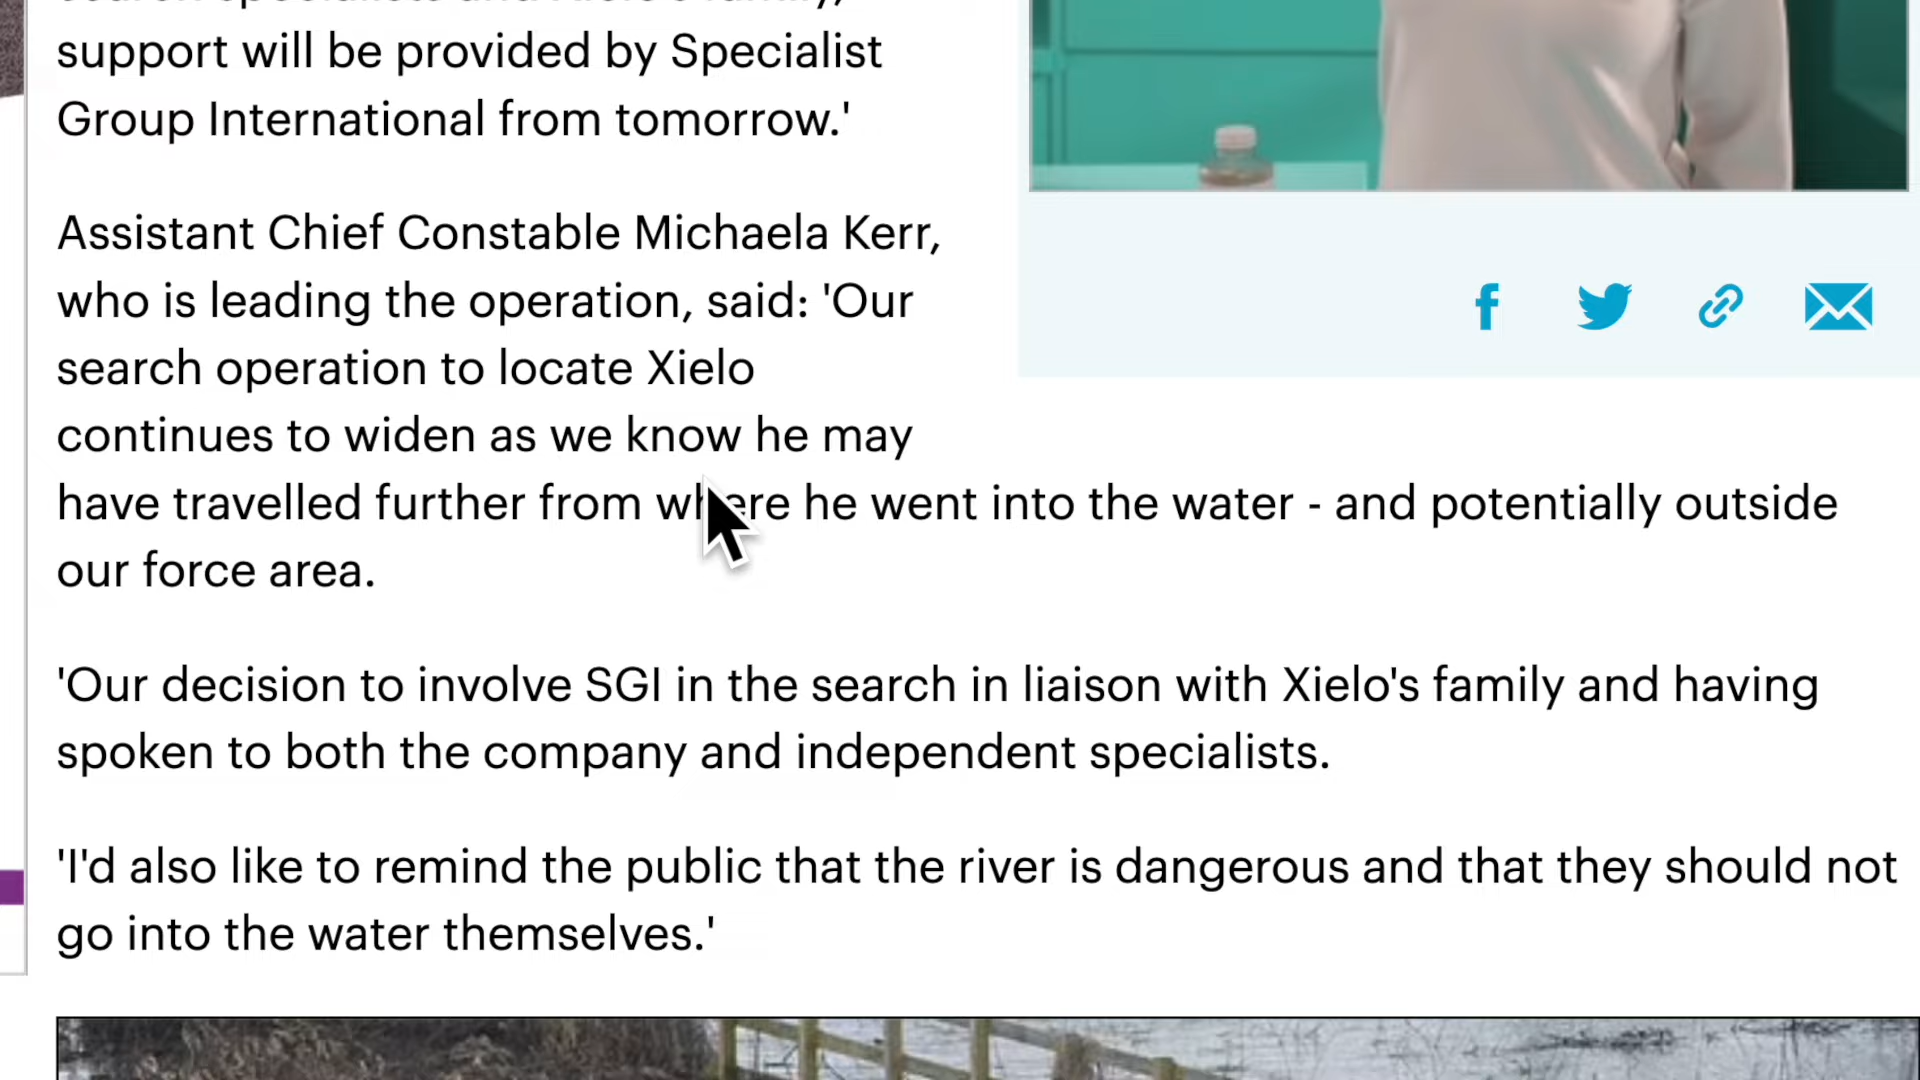 search specialists and Xielo's family,
support will be provided by Specialist
Group International from tomorrow.'
Assistant Chief Constable Michaela Kerr,
who is leading the operation, said: 'Our
search operation to locate Xielo
continues to widen as we know he may
have travelled further from where he went into the water - and potentially outside
our force area.
'Our decision to involve SGI in the search in liaison with Xielo's family and having
spoken to both the company and independent specialists.
'I'd also like to remind the public that the river is dangerous and that they should not
go into the water themselves.'